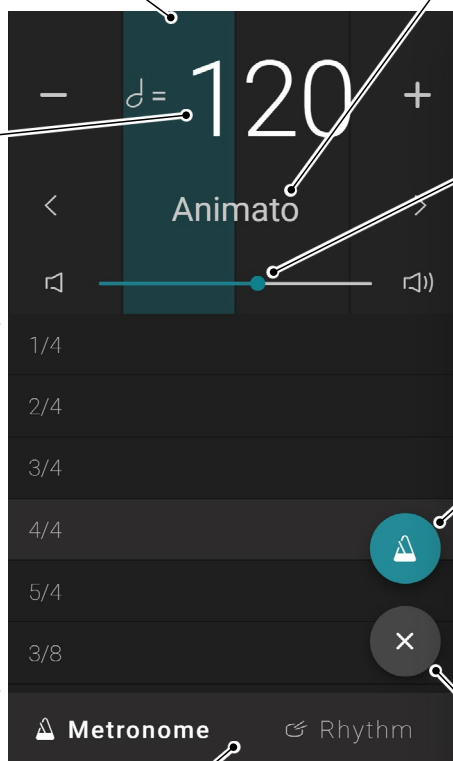 − 𝅗𝅥 = 120 +
< Animato >
1/4
2/4
3/4
4/4
5/4
3/8
Metronome Rhythm